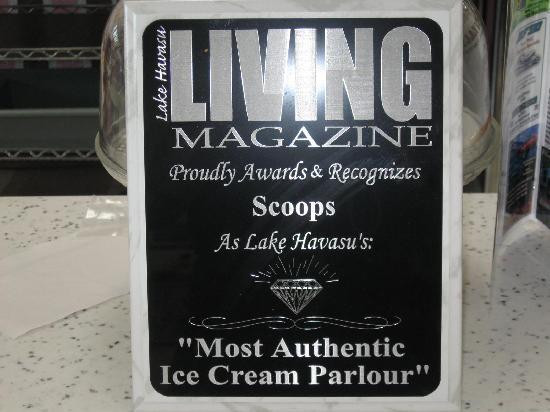 Lake Havasu
LIVING
MAGAZINE
Proudly Awards & Recognizes
Scoops
As Lake Havasu's:
"Most Authentic
Ice Cream Parlour"